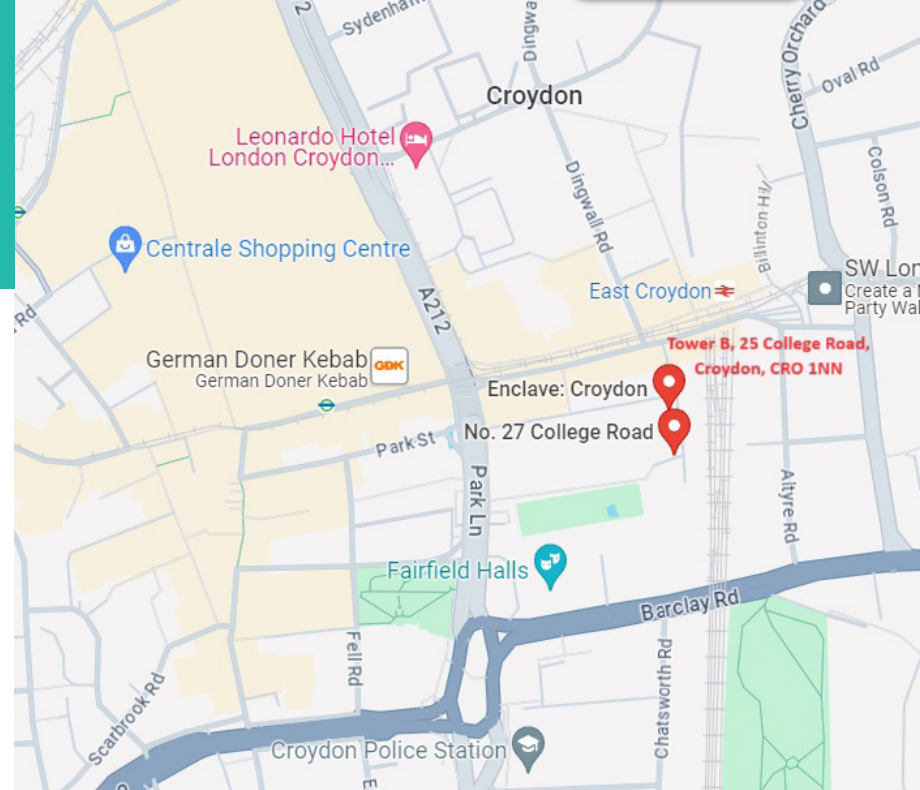 2
Sydenham
Dingwa
Cherry Orchard
Oval Rd
Croydon
Leonardo Hotel
London Croydon...
Colson Rd
Dingwall Rd
Billinton Hil
Centrale Shopping Centre
A212
East Croydon
SW Lon
Create a
Party Wal
Rd
Tower B, 25 College Road,
Croydon, CRO 1NN
German Doner Kebab
German Doner Kebab
GDK
Enclave: Croydon
No. 27 College Road
Park St
Park Ln
Altyre Rd
Fairfield Halls
Barclay Rd
Fell Rd
Chatsworth Rd
Scarbrook Rd
Croydon Police Station
E